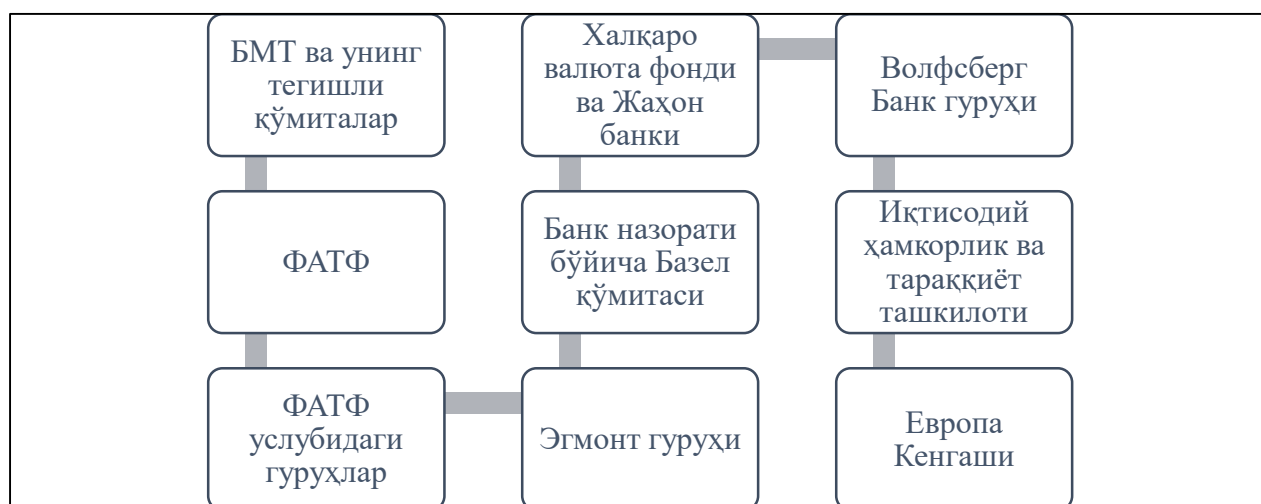 БМТ ва унинг
тегишли
қўмиталар
ФАТФ
ФАТФ
услубидаги
гуруҳлар
Эгмонт гуруҳи
Банк назорати
бўйича Базел
қўмитаси
Халқаро
валюта фонди
ва Жаҳон
банки
Волфсберг
Банк гуруҳи
Иқтисодий
ҳамкорлик ва
тараққиёт
ташкилоти
Европа
Кенгаши